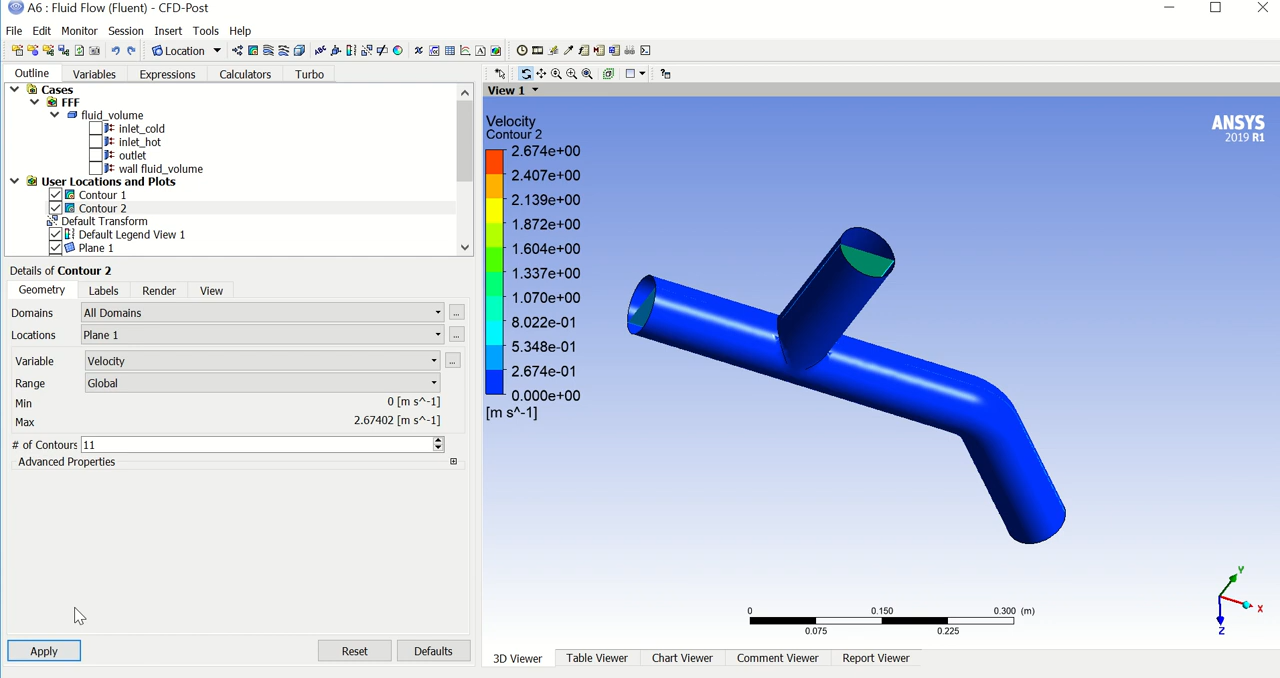 A6 : Fluid Flow (Fluent) - CFD-Post
File Edit Monitor Session Insert Tools Help
Location
Outline Variables Expressions Calculators Turbo
Cases
FFF
fluid_volume
inlet_cold
inlet_hot
outlet
wall fluid_volume
User Locations and Plots
Contour 1
Contour 2
Default Transform
Default Legend View 1
Plane 1
Details of Contour 2
Geometry Labels Render View
Domains All Domains ...
Locations Plane 1 ...
Variable Velocity ...
Range Global
Min 0 [m s^-1]
Max 2.67402 [m s^-1]
# of Contours 11
Advanced Properties
Apply Reset Defaults
View 1
Velocity
Contour 2
2.674e+00
2.407e+00
2.139e+00
1.872e+00
1.604e+00
1.337e+00
1.070e+00
8.022e-01
5.348e-01
2.674e-01
0.000e+00
[m s^-1]
ANSYS
2019 R1
0 0.150 0.300 (m)
0.075 0.225
Y
X
Z
3D Viewer Table Viewer Chart Viewer Comment Viewer Report Viewer